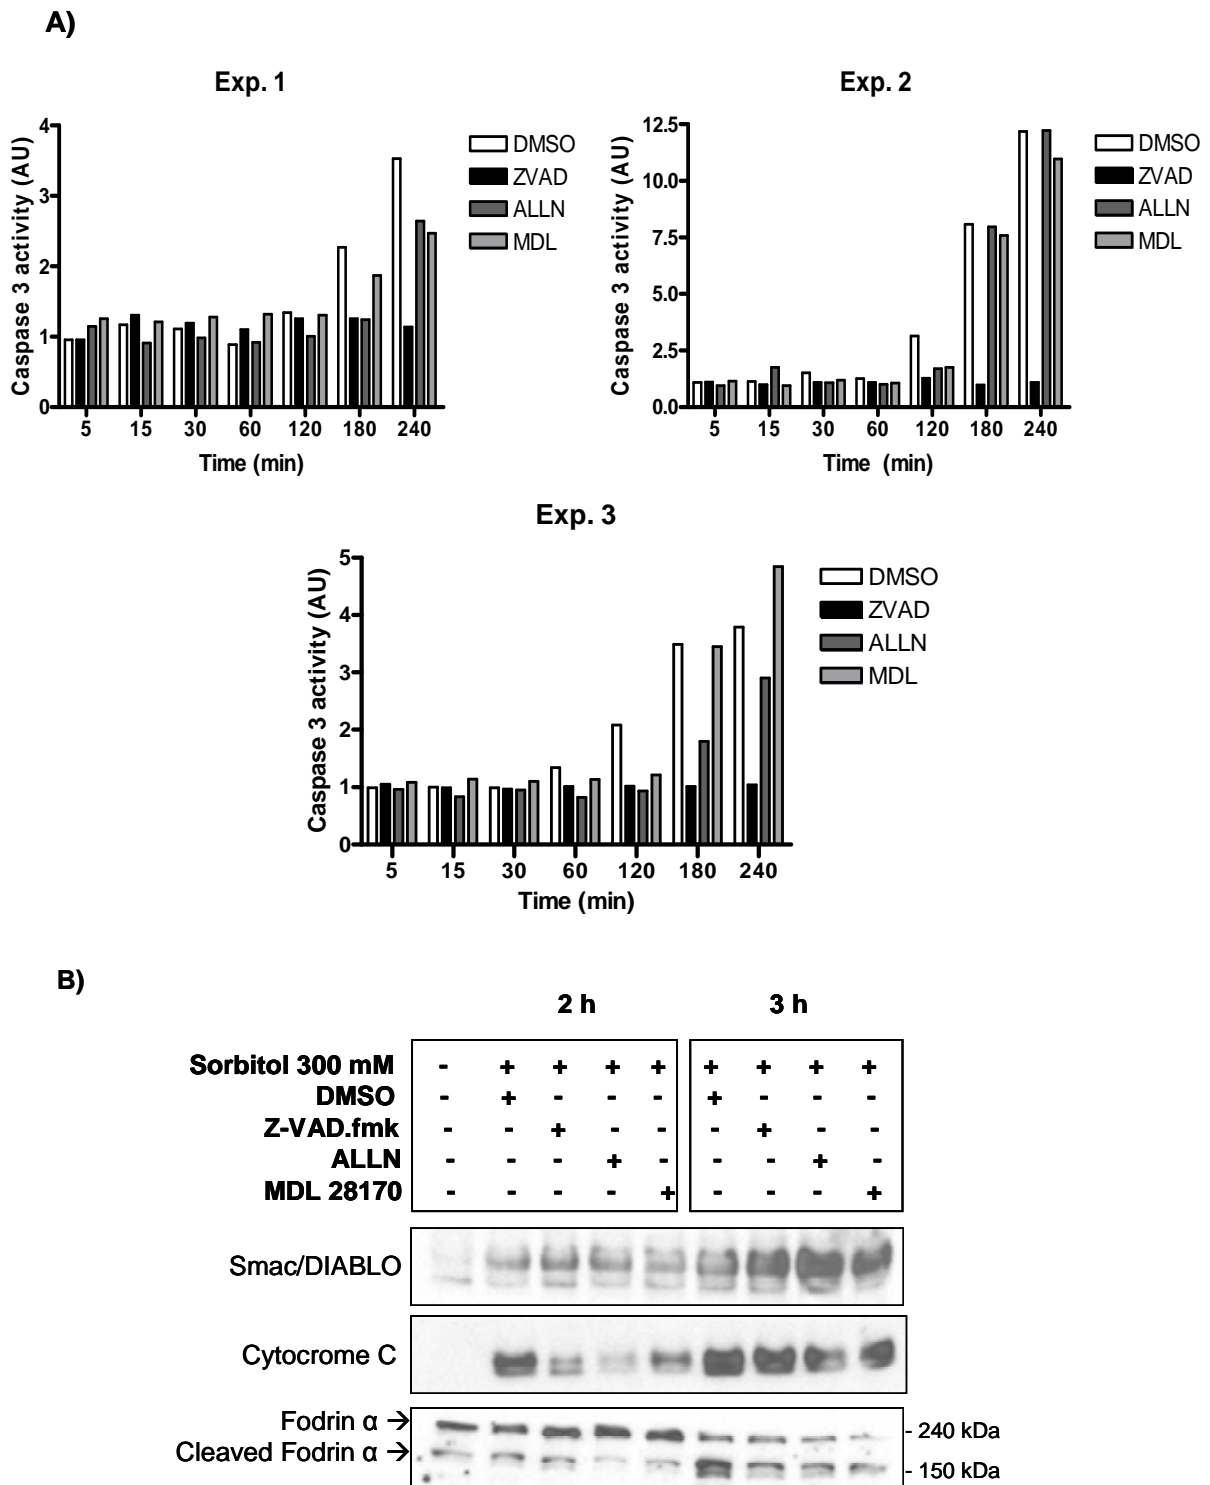 A)
Exp. 1
Caspase 3 activity (AU)
4
3
2
1
0
5 15 30 60 120 180 240
Time (min)
DMSO
ZVAD
ALLN
MDL
Exp. 2
Caspase 3 activity (AU)
12.5
10.0
7.5
5.0
2.5
0.0
5 15 30 60 120 180 240
Time (min)
DMSO
ZVAD
ALLN
MDL
Exp. 3
Caspase 3 activity (AU)
5
4
3
2
1
0
5 15 30 60 120 180 240
Time (min)
DMSO
ZVAD
ALLN
MDL
B)
2 h 3 h
Sorbitol 300 mM - + + + + + + + +
DMSO - + - - - + - - -
Z-VAD.fmk - - + - - - + - -
ALLN - - - + - - - + -
MDL 28170 - - - - + - - - +
Smac/DIABLO
Cytocrome C
Fodrin α → - 240 kDa
Cleaved Fodrin α → - 150 kDa